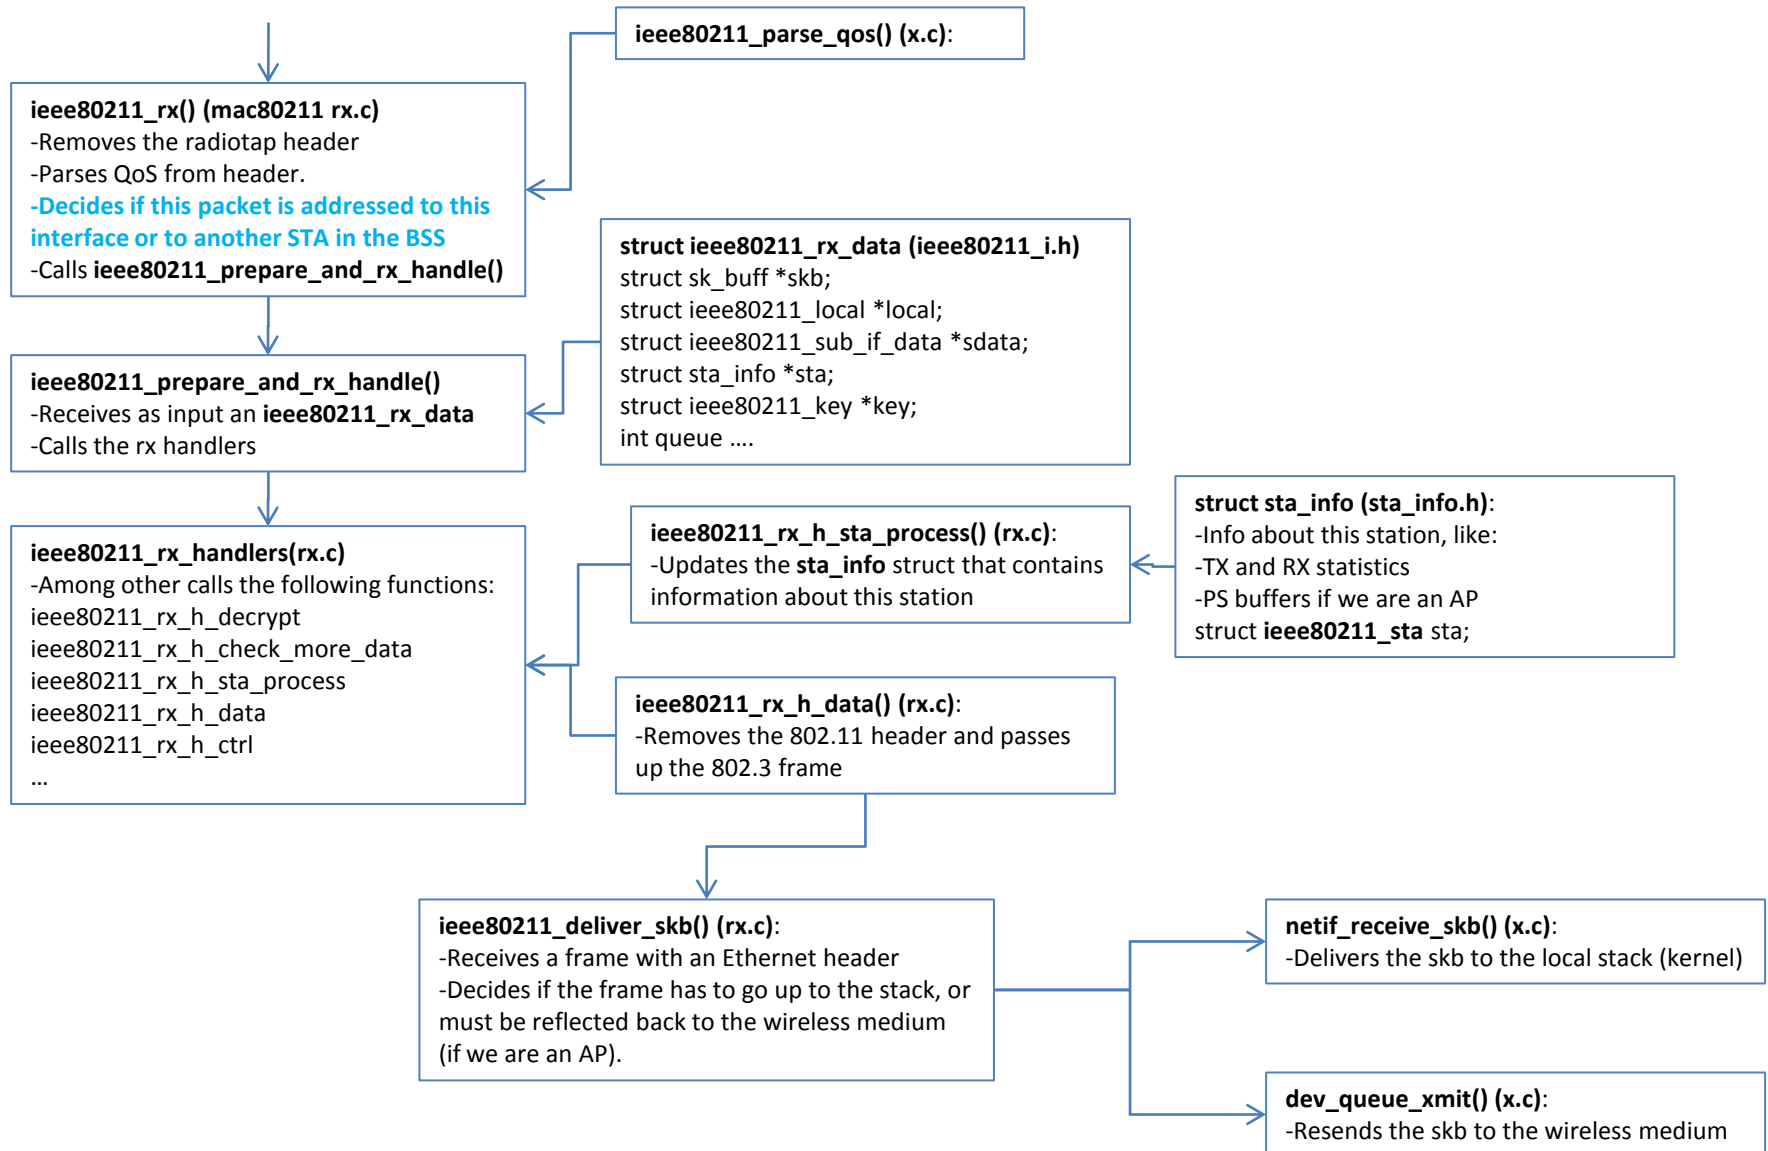 ieee80211_parse_qos() (x.c):
ieee80211_rx() (mac80211 rx.c)
-Removes the radiotap header
-Parses QoS from header.
-Decides if this packet is addressed to this
interface or to another STA in the BSS
-Calls ieee80211_prepare_and_rx_handle()
struct ieee80211_rx_data (ieee80211_i.h)
struct sk_buff *skb;
struct ieee80211_local *local;
struct ieee80211_sub_if_data *sdata;
struct sta_info *sta;
struct ieee80211_key *key;
int queue ....
ieee80211_prepare_and_rx_handle()
-Receives as input an ieee80211_rx_data
-Calls the rx handlers
ieee80211_rx_handlers(rx.c)
-Among other calls the following functions:
ieee80211_rx_h_decrypt
ieee80211_rx_h_check_more_data
ieee80211_rx_h_sta_process
ieee80211_rx_h_data
ieee80211_rx_h_ctrl
...
ieee80211_rx_h_sta_process() (rx.c):
-Updates the sta_info struct that contains
information about this station
struct sta_info (sta_info.h):
-Info about this station, like:
-TX and RX statistics
-PS buffers if we are an AP
struct ieee80211_sta sta;
ieee80211_rx_h_data() (rx.c):
-Removes the 802.11 header and passes
up the 802.3 frame
ieee80211_deliver_skb() (rx.c):
-Receives a frame with an Ethernet header
-Decides if the frame has to go up to the stack, or
must be reflected back to the wireless medium
(if we are an AP).
netif_receive_skb() (x.c):
-Delivers the skb to the local stack (kernel)
dev_queue_xmit() (x.c):
-Resends the skb to the wireless medium